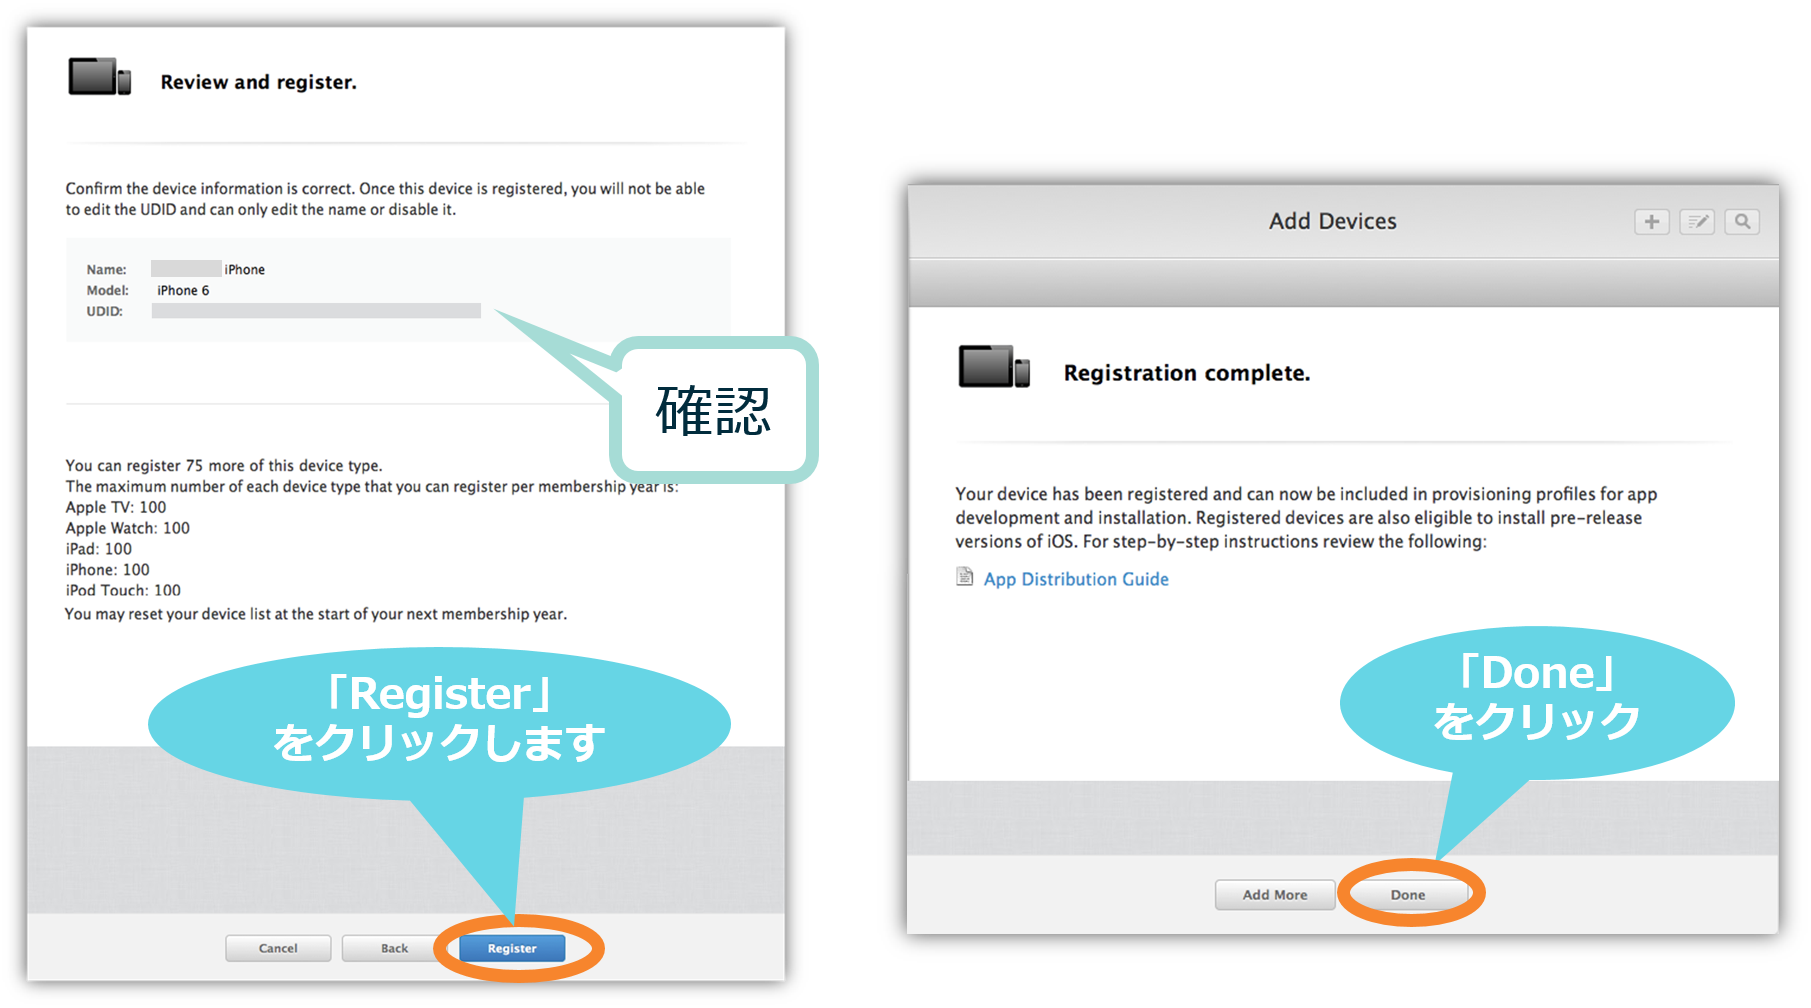 Review and register.
Confirm the device information is correct. Once this device is registered, you will not be able
to edit the UDID and can only edit the name or disable it.
Name: iPhone
Model: iPhone 6
UDID:
確認
You can register 75 more of this device type.
The maximum number of each device type that you can register per membership year is:
Apple TV: 100
Apple Watch: 100
iPad: 100
iPhone: 100
iPod Touch: 100
You may reset your device list at the start of your next membership year.
「Register」
をクリックします
Cancel
Back
Register
Add Devices
Registration complete.
Your device has been registered and can now be included in provisioning profiles for app
development and installation. Registered devices are also eligible to install pre-release
versions of iOS. For step-by-step instructions review the following:
App Distribution Guide
「Done」
をクリック
Add More
Done